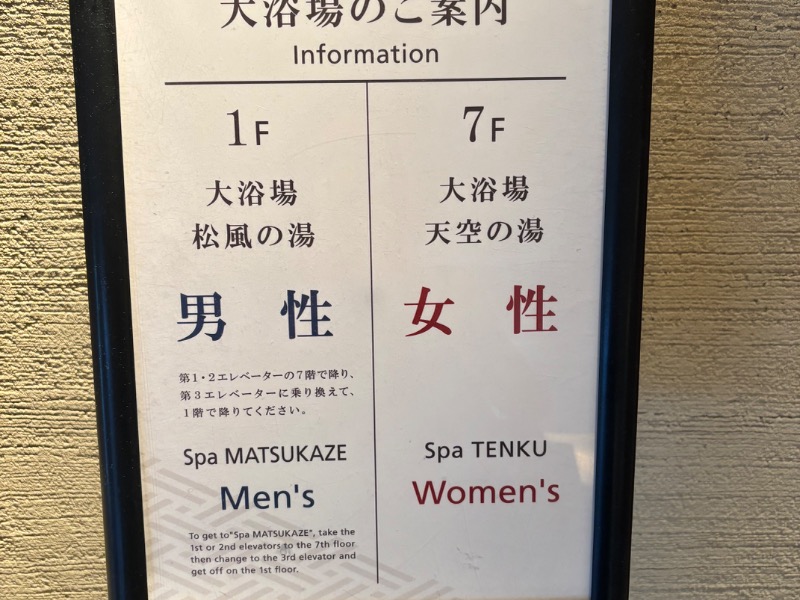 大浴場のご案内
Information
1F
大浴場
松風の湯
男性
第1・2エレベーターの7階で降り、
第3エレベーターに乗り換えて、
1階で降りてください。
Spa MATSUKAZE
Men's
To get to"Spa MATSUKAZE", take the
1st or 2nd elevators to the 7th floor
then change to the 3rd elevator and
get off on the 1st floor.
7F
大浴場
天空の湯
女性
Spa TENKU
Women's